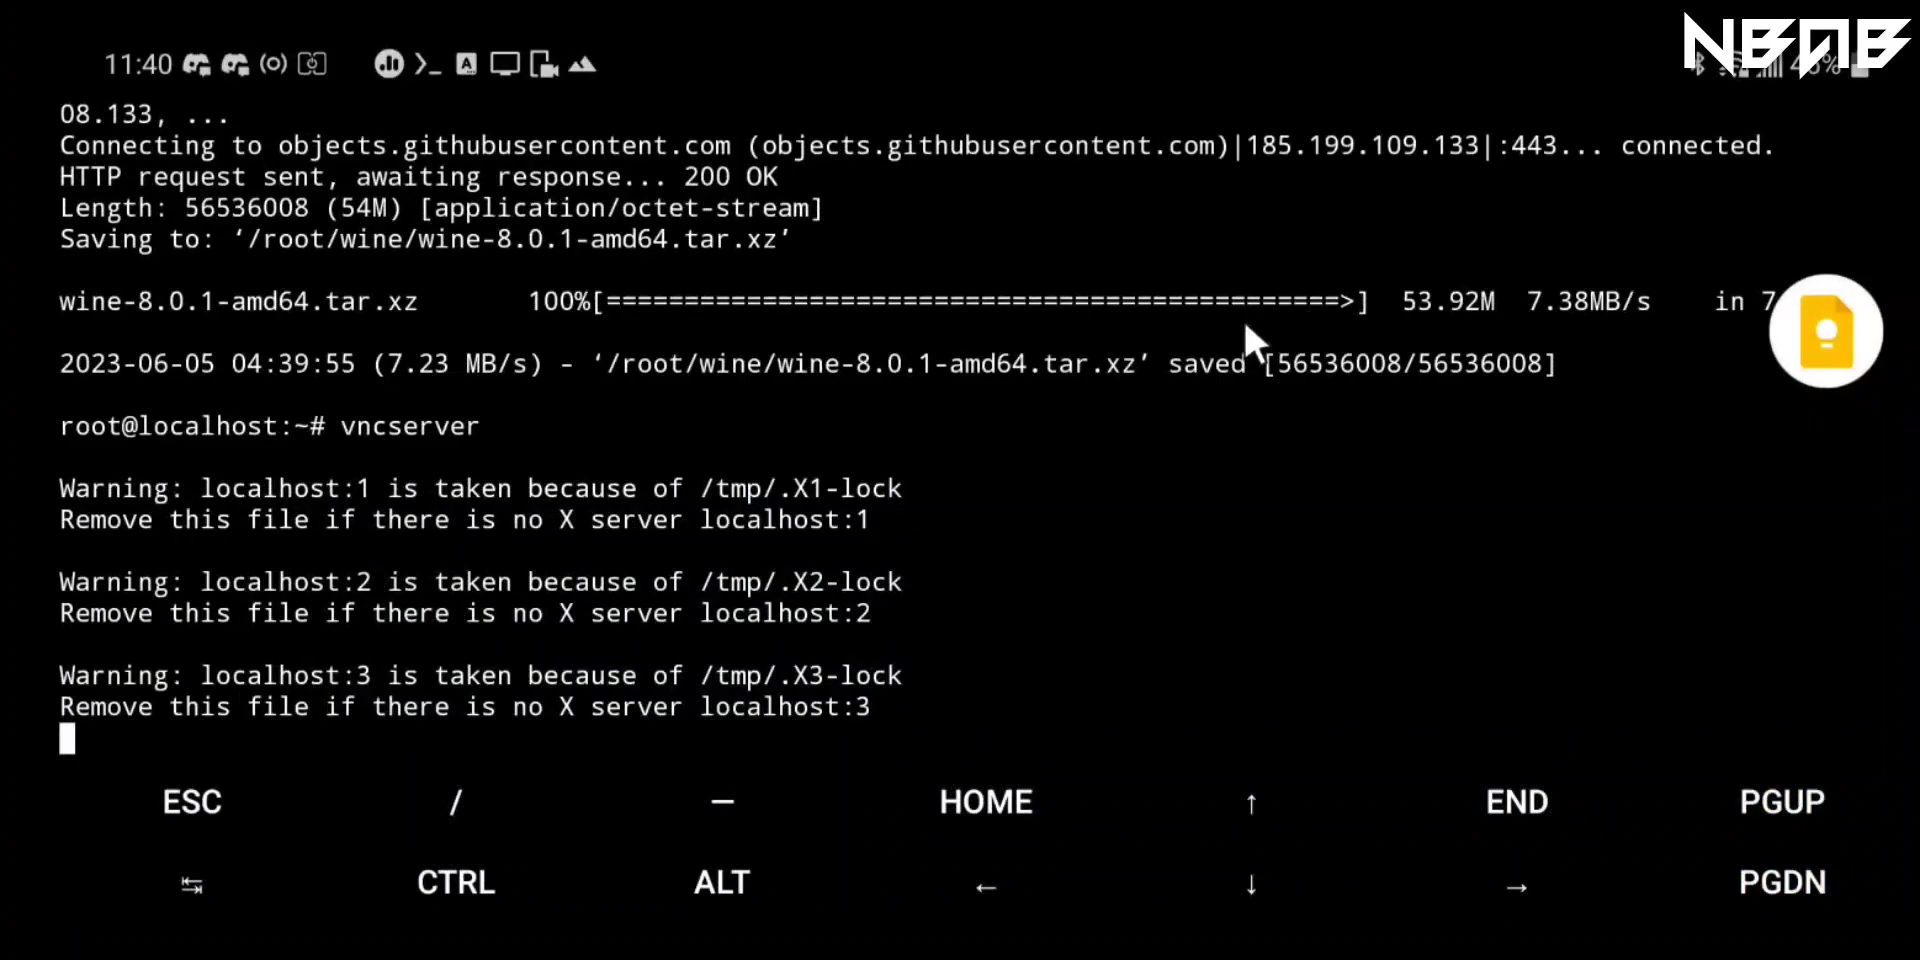 NBAB
11:40
08.133, ...
Connecting to objects.githubusercontent.com (objects.githubusercontent.com)|185.199.109.133|:443... connected.
HTTP request sent, awaiting response... 200 OK
Length: 56536008 (54M) [application/octet-stream]
Saving to: ‘/root/wine/wine-8.0.1-amd64.tar.xz’
wine-8.0.1-amd64.tar.xz 100%[===============================================>] 53.92M 7.38MB/s in 7
2023-06-05 04:39:55 (7.23 MB/s) - ‘/root/wine/wine-8.0.1-amd64.tar.xz’ saved [56536008/56536008]
root@localhost:~# vncserver
Warning: localhost:1 is taken because of /tmp/.X1-lock
Remove this file if there is no X server localhost:1
Warning: localhost:2 is taken because of /tmp/.X2-lock
Remove this file if there is no X server localhost:2
Warning: localhost:3 is taken because of /tmp/.X3-lock
Remove this file if there is no X server localhost:3
ESC / — HOME ↑ END PGUP
↹ CTRL ALT ← ↓ → PGDN